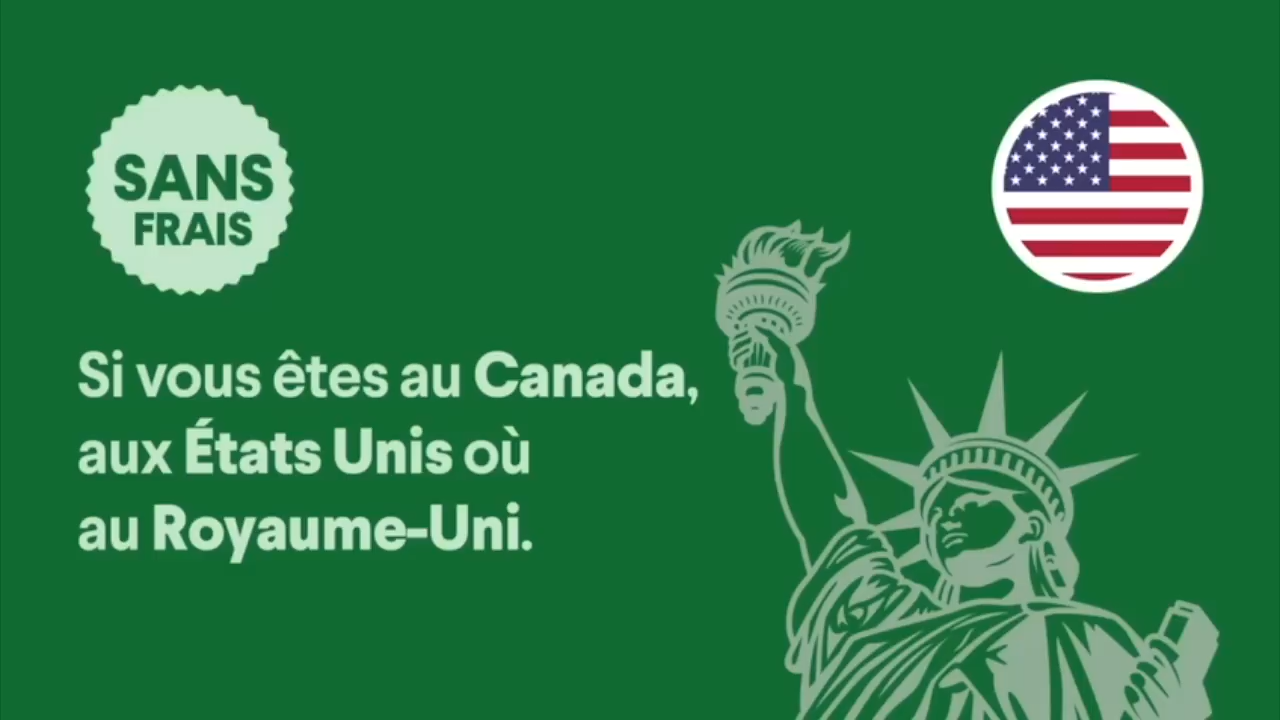 SANS
FRAIS
Si vous êtes au Canada,
aux États Unis où
au Royaume-Uni.